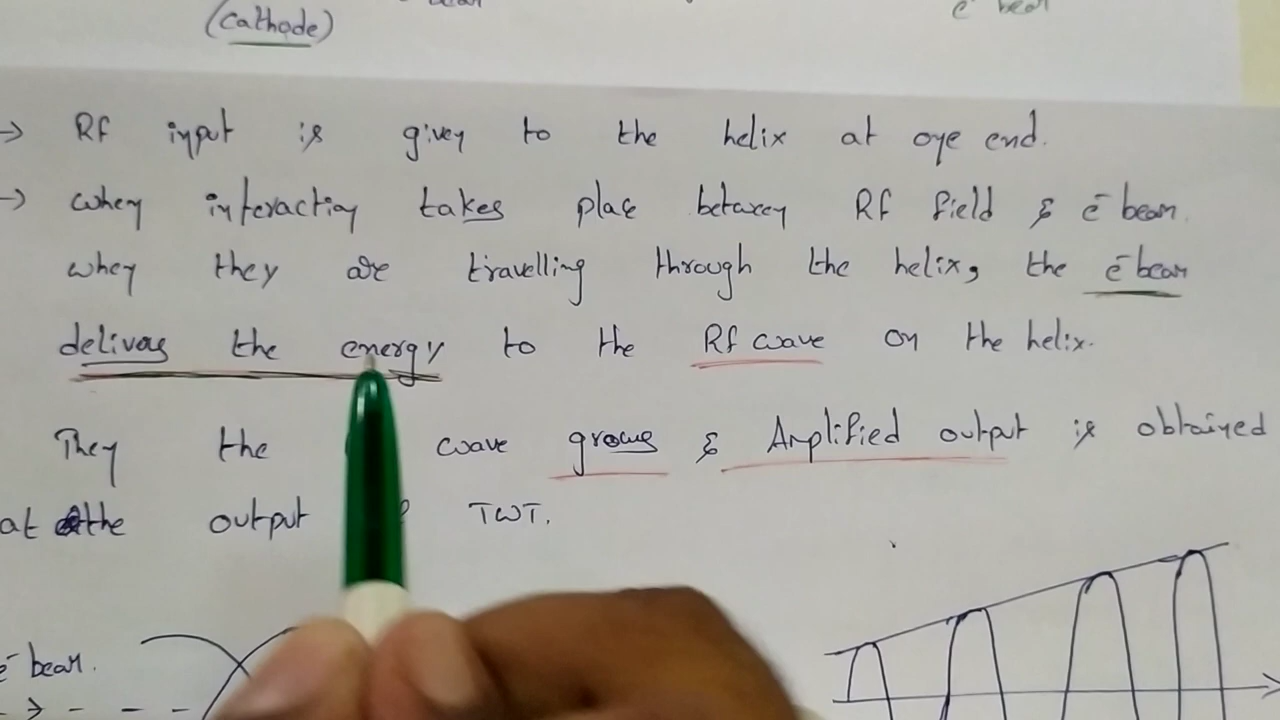 (Cathode)
e⁻ beam
→ RF input is given to the helix at one end.
→ when interaction takes place between RF field & e⁻ beam.
when they are travelling through the helix, the e⁻ beam
delivers the energy to the RF wave on the helix.
Then the wave grows & Amplified output is obtained
at the output TWT.
e⁻ beam.